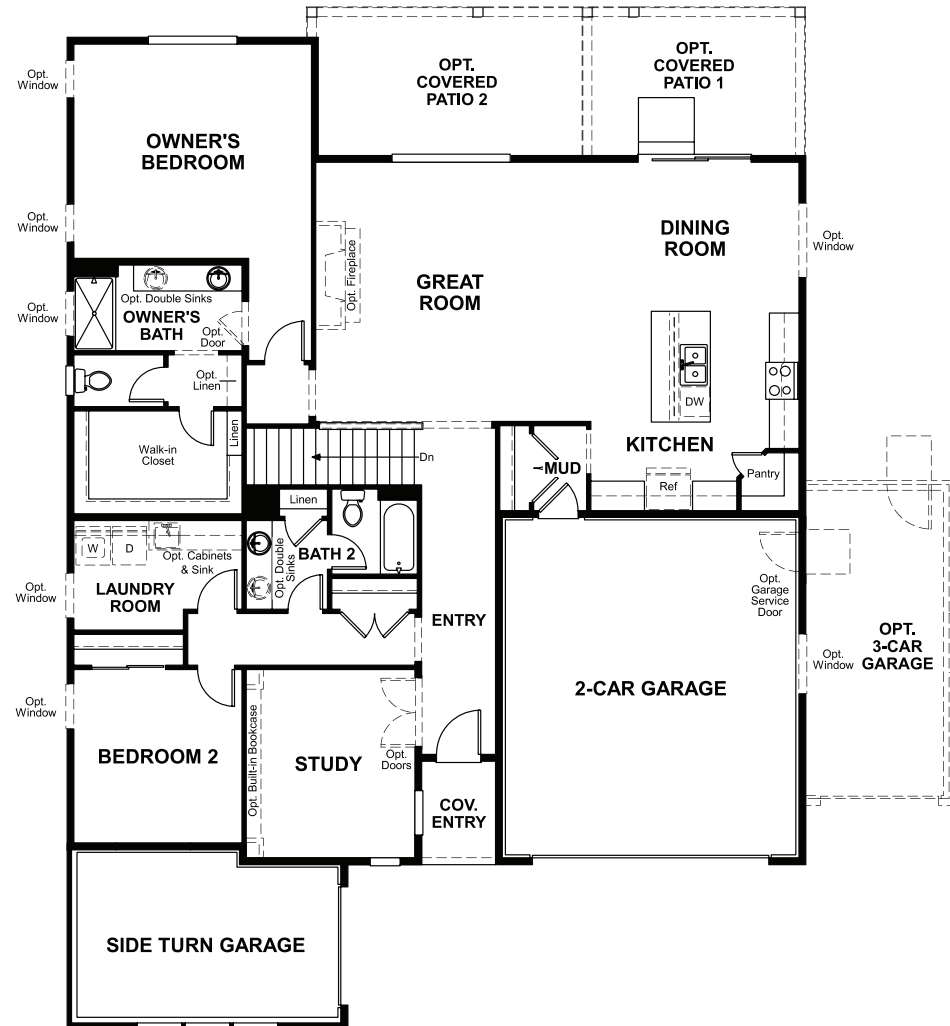 Opt.
Window
OWNER'S
BEDROOM
OPT.
COVERED
PATIO 2
OPT.
COVERED
PATIO 1
Opt.
Window
Opt.
Window
Opt. Double Sinks
OWNER'S
BATH
Opt.
Door
Opt.
Linen
Linen
Walk-in
Closet
Opt. Fireplace
GREAT
ROOM
DINING
ROOM
Opt.
Window
DW
KITCHEN
Pantry
Ref
MUD
Dn
Linen
BATH 2
Opt. Double
Sinks
W
D
Opt. Cabinets
& Sink
LAUNDRY
ROOM
Opt.
Window
ENTRY
Opt.
Garage
Service
Door
OPT.
3-CAR
GARAGE
Opt.
Window
2-CAR GARAGE
Opt.
Window
BEDROOM 2
Opt. Built-in Bookcase
STUDY
Opt.
Doors
COV.
ENTRY
SIDE TURN GARAGE